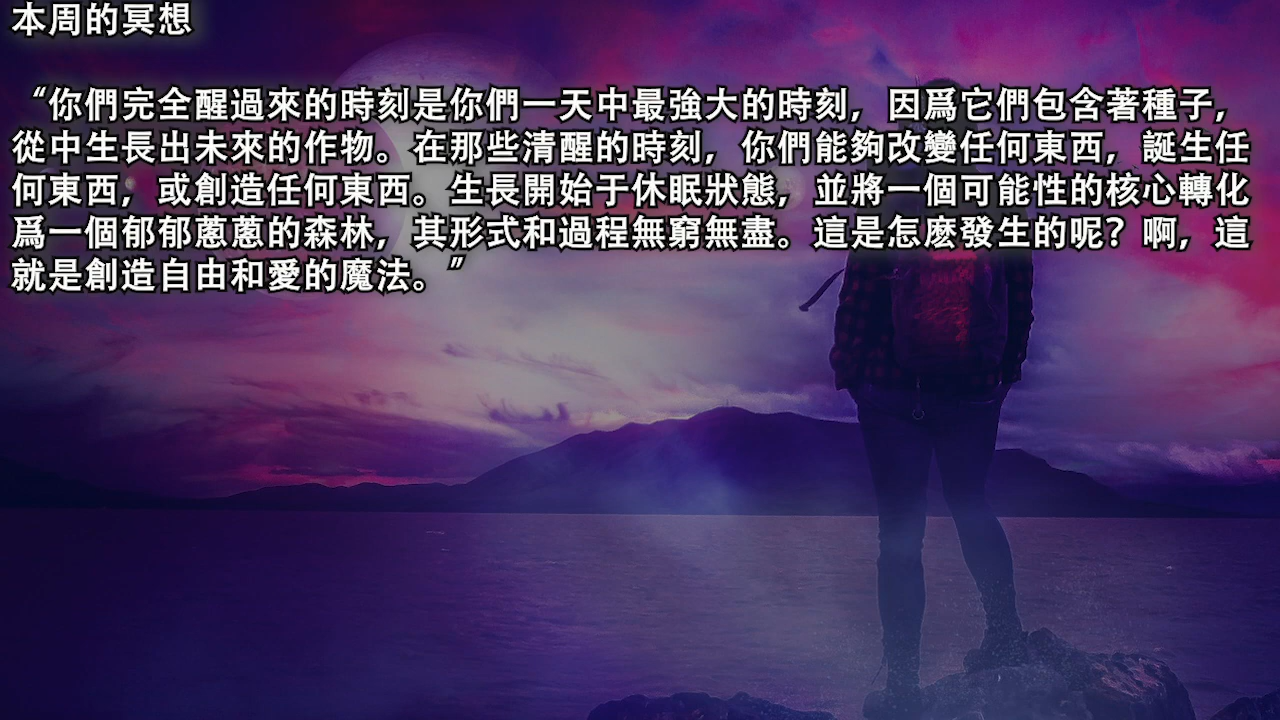 本周的冥想
“你們完全醒過來的時刻是你們一天中最強大的時刻，因爲它們包含著種子，
從中生長出未來的作物。在那些清醒的時刻，你們能夠改變任何東西，誕生任
何東西，或創造任何東西。生長開始于休眠狀態，並將一個可能性的核心轉化
爲一個郁郁蔥蔥的森林，其形式和過程無窮無盡。這是怎麽發生的呢？啊，這
就是創造自由和愛的魔法。”